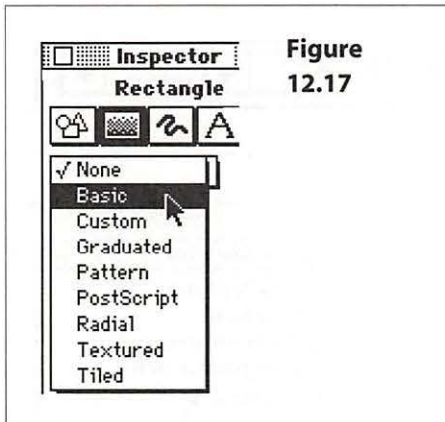 Inspector
Rectangle
A
√ None
Basic
Custom
Graduated
Pattern
PostScript
Radial
Textured
Tiled
Figure
12.17